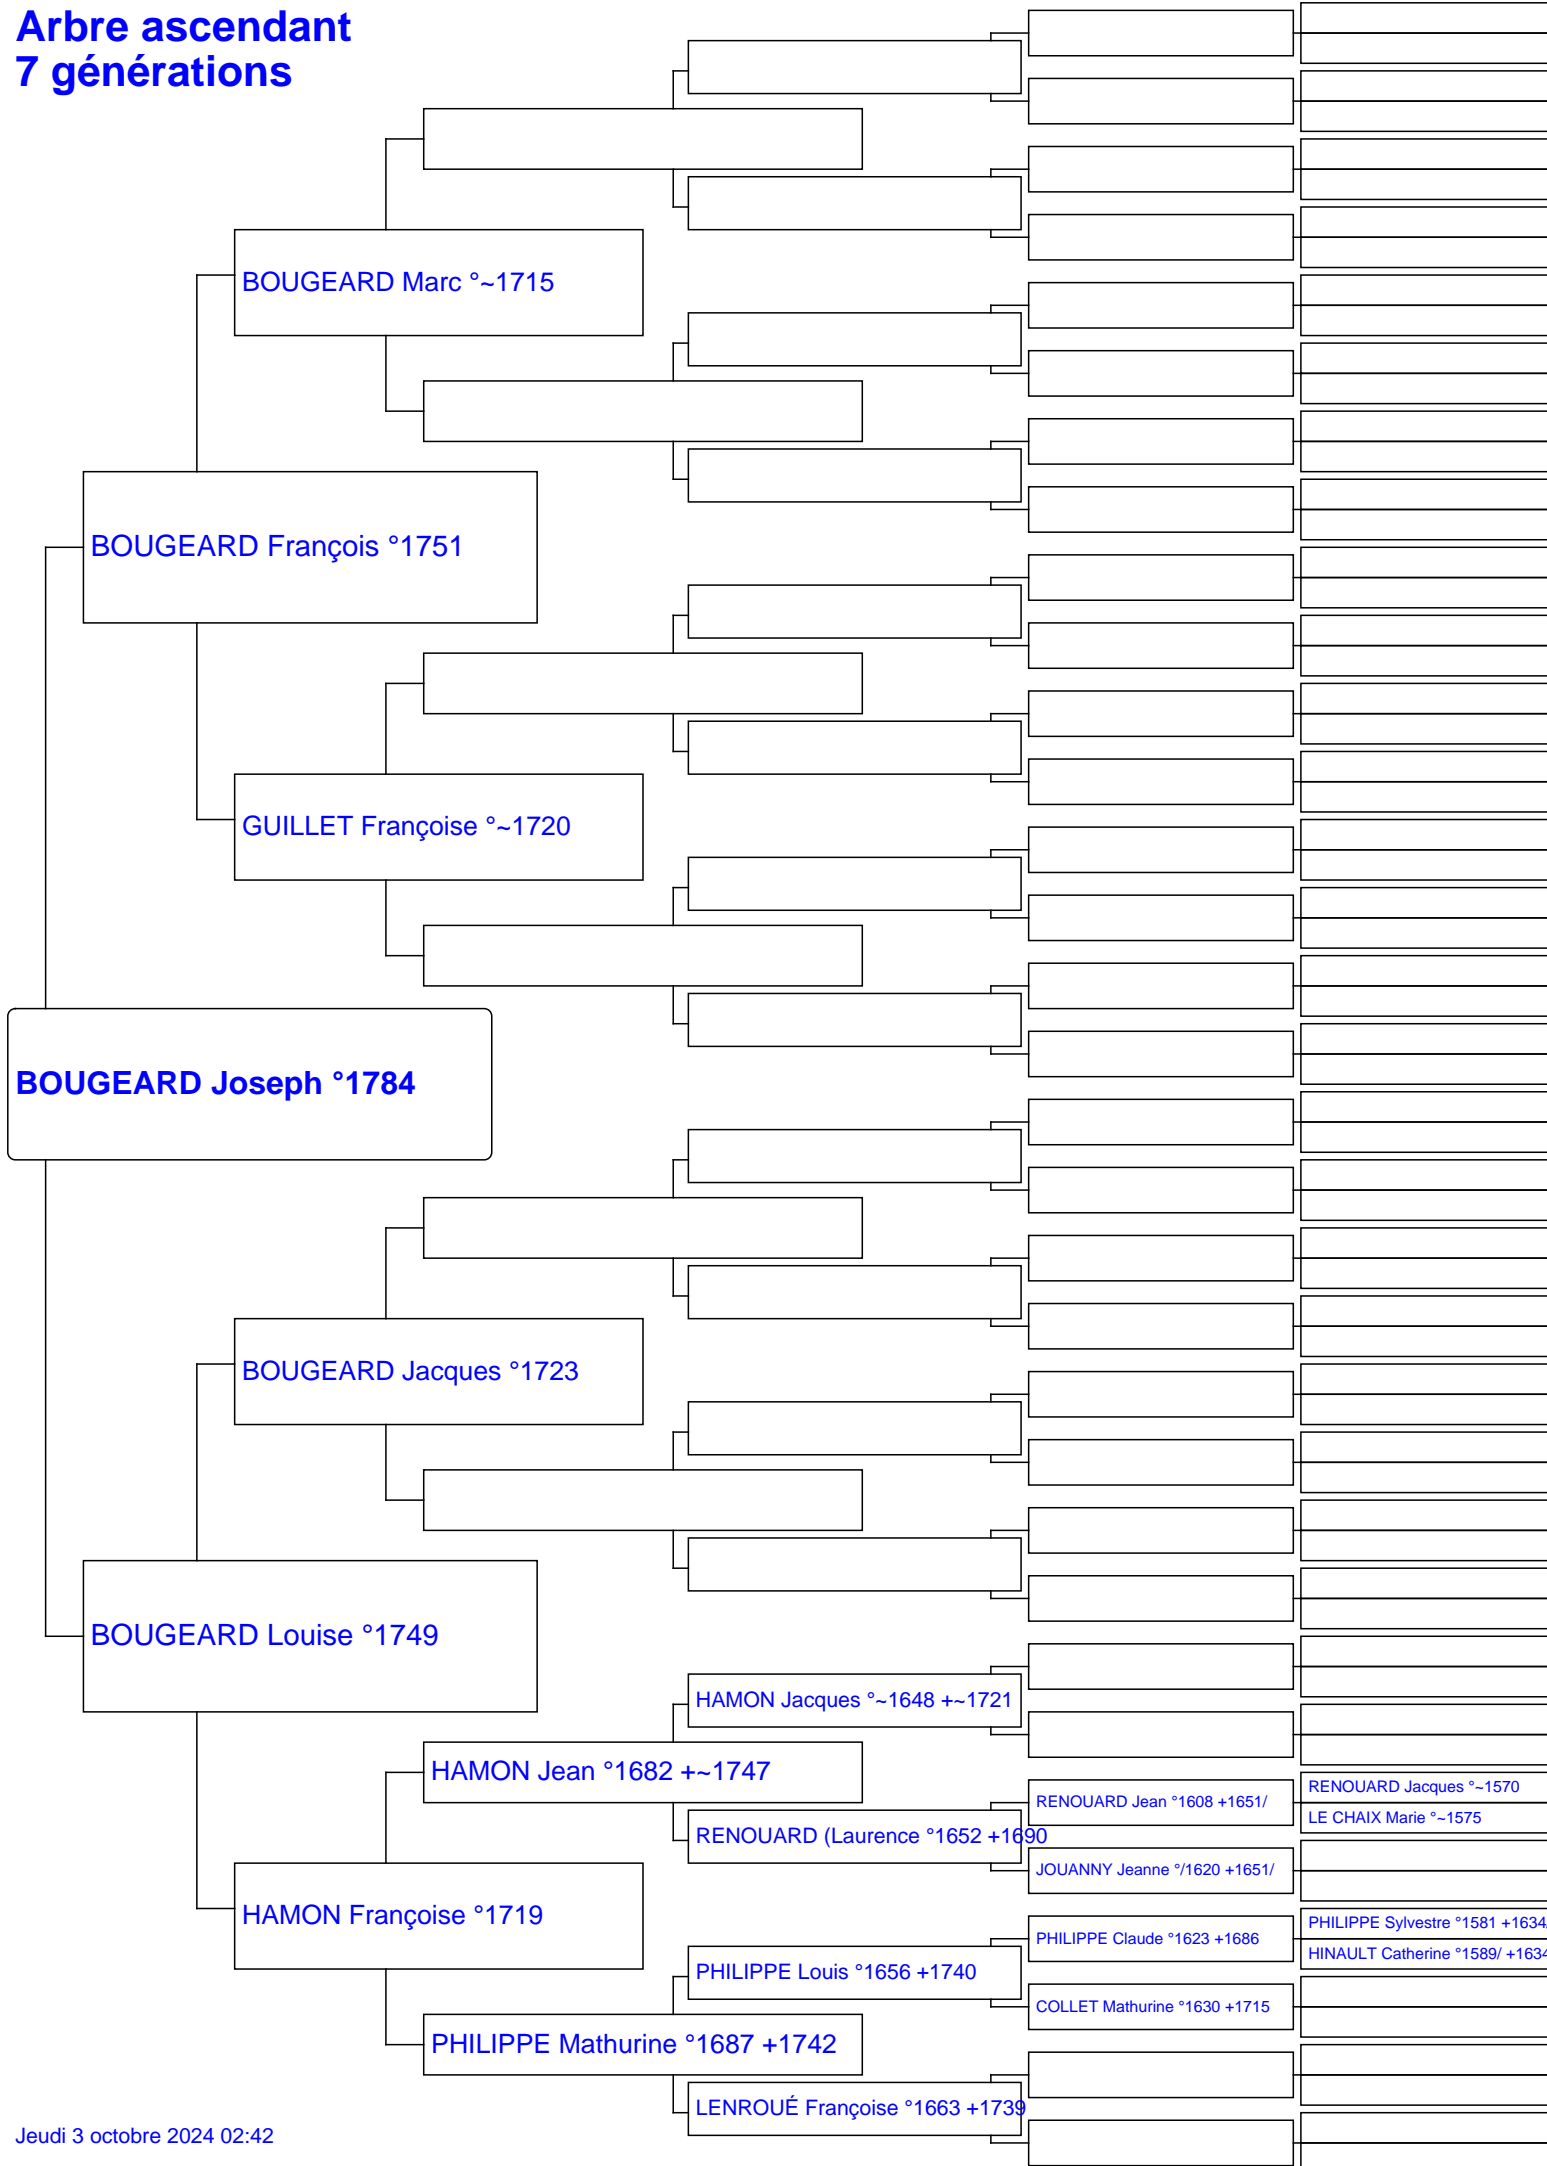 Arbre ascendant
7 générations
BOUGEARD Marc °~1715
BOUGEARD François °1751
GUILLET Françoise °~1720
BOUGEARD Joseph °1784
BOUGEARD Jacques °1723
BOUGEARD Louise °1749
HAMON Jacques °~1648 +~1721
HAMON Jean °1682 +~1747
RENOUARD Jacques °~1570
RENOUARD Jean °1608 +1651/
LE CHAIX Marie °~1575
RENOUARD (Laurence °1652 +1690
JOUANNY Jeanne °/1620 +1651/
HAMON Françoise °1719
PHILIPPE Sylvestre °1581 +1634/
PHILIPPE Claude °1623 +1686
HINAULT Catherine °1589/ +1634
PHILIPPE Louis °1656 +1740
COLLET Mathurine °1630 +1715
PHILIPPE Mathurine °1687 +1742
LENROUÉ Françoise °1663 +1739
Jeudi 3 octobre 2024 02:42